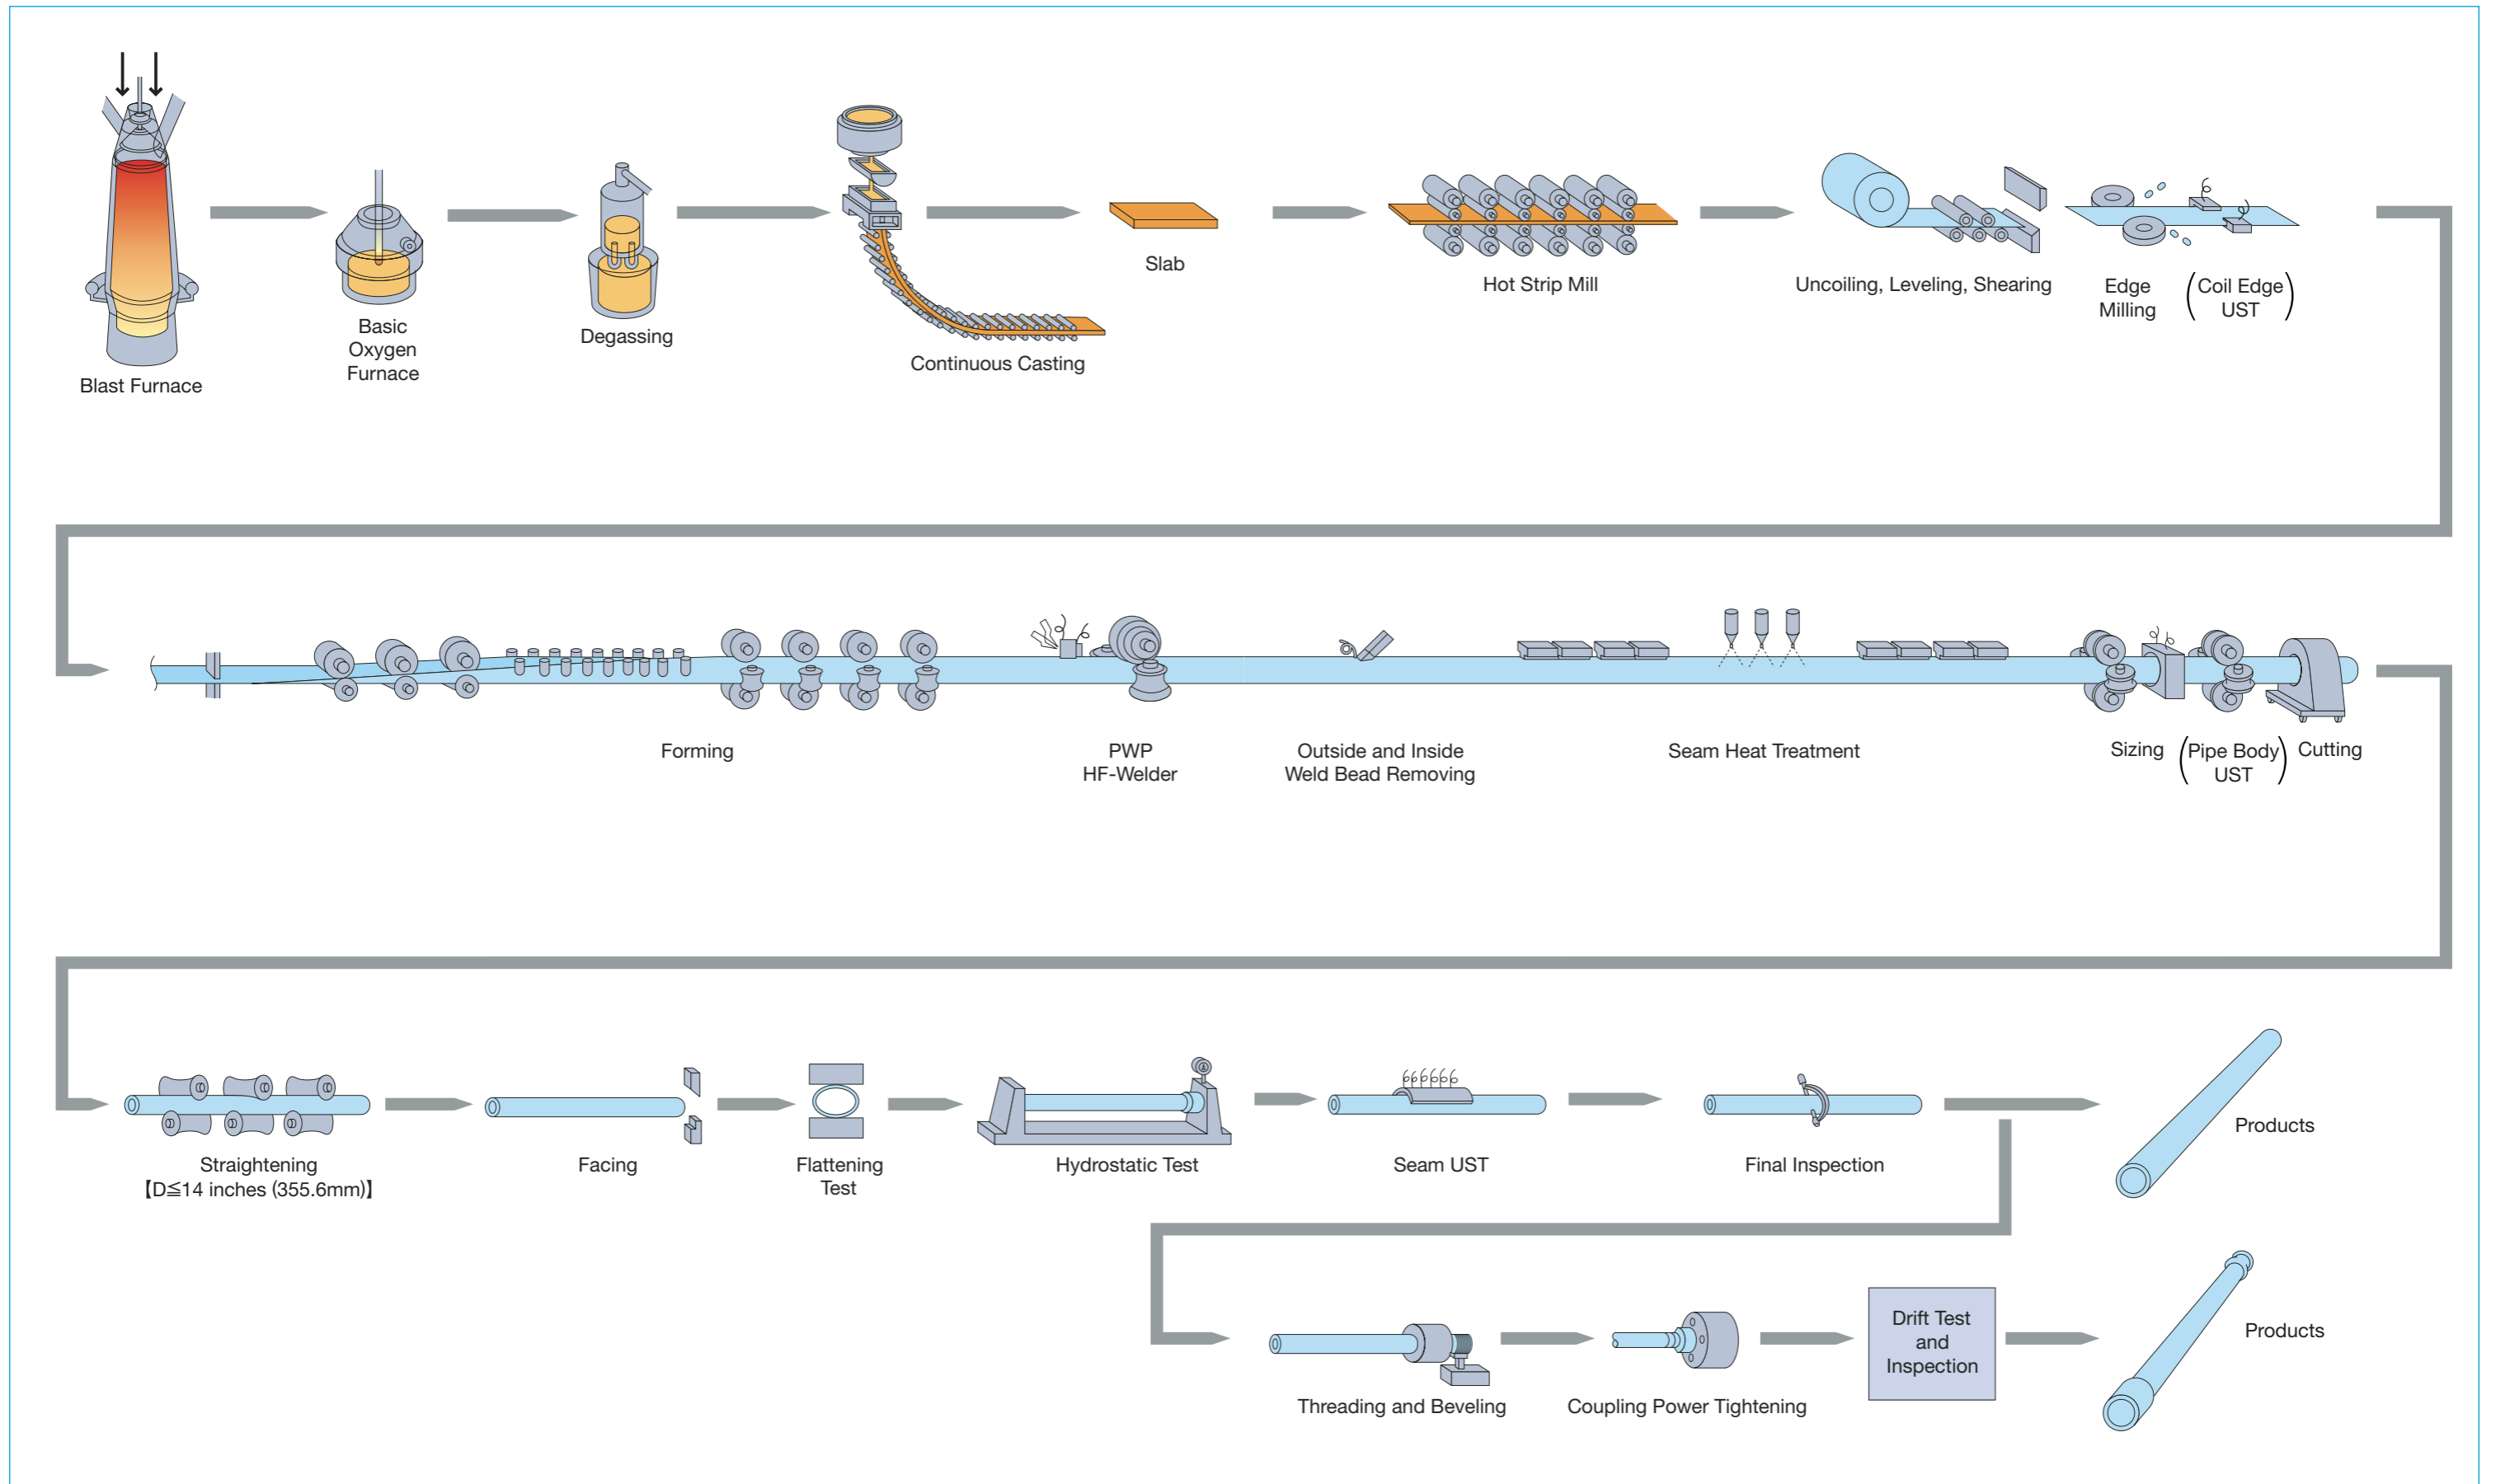 Blast Furnace
Basic
Oxygen
Furnace
Degassing
Continuous Casting
Slab
Hot Strip Mill
Uncoiling, Leveling, Shearing
Edge
Milling
(Coil Edge
UST)
Forming
PWP
HF-Welder
Outside and Inside
Weld Bead Removing
Seam Heat Treatment
Sizing
(Pipe Body
UST)
Cutting
Straightening
【D≦14 inches (355.6mm)】
Facing
Flattening
Test
Hydrostatic Test
Seam UST
Final Inspection
Products
Threading and Beveling
Coupling Power Tightening
Drift Test
and
Inspection
Products